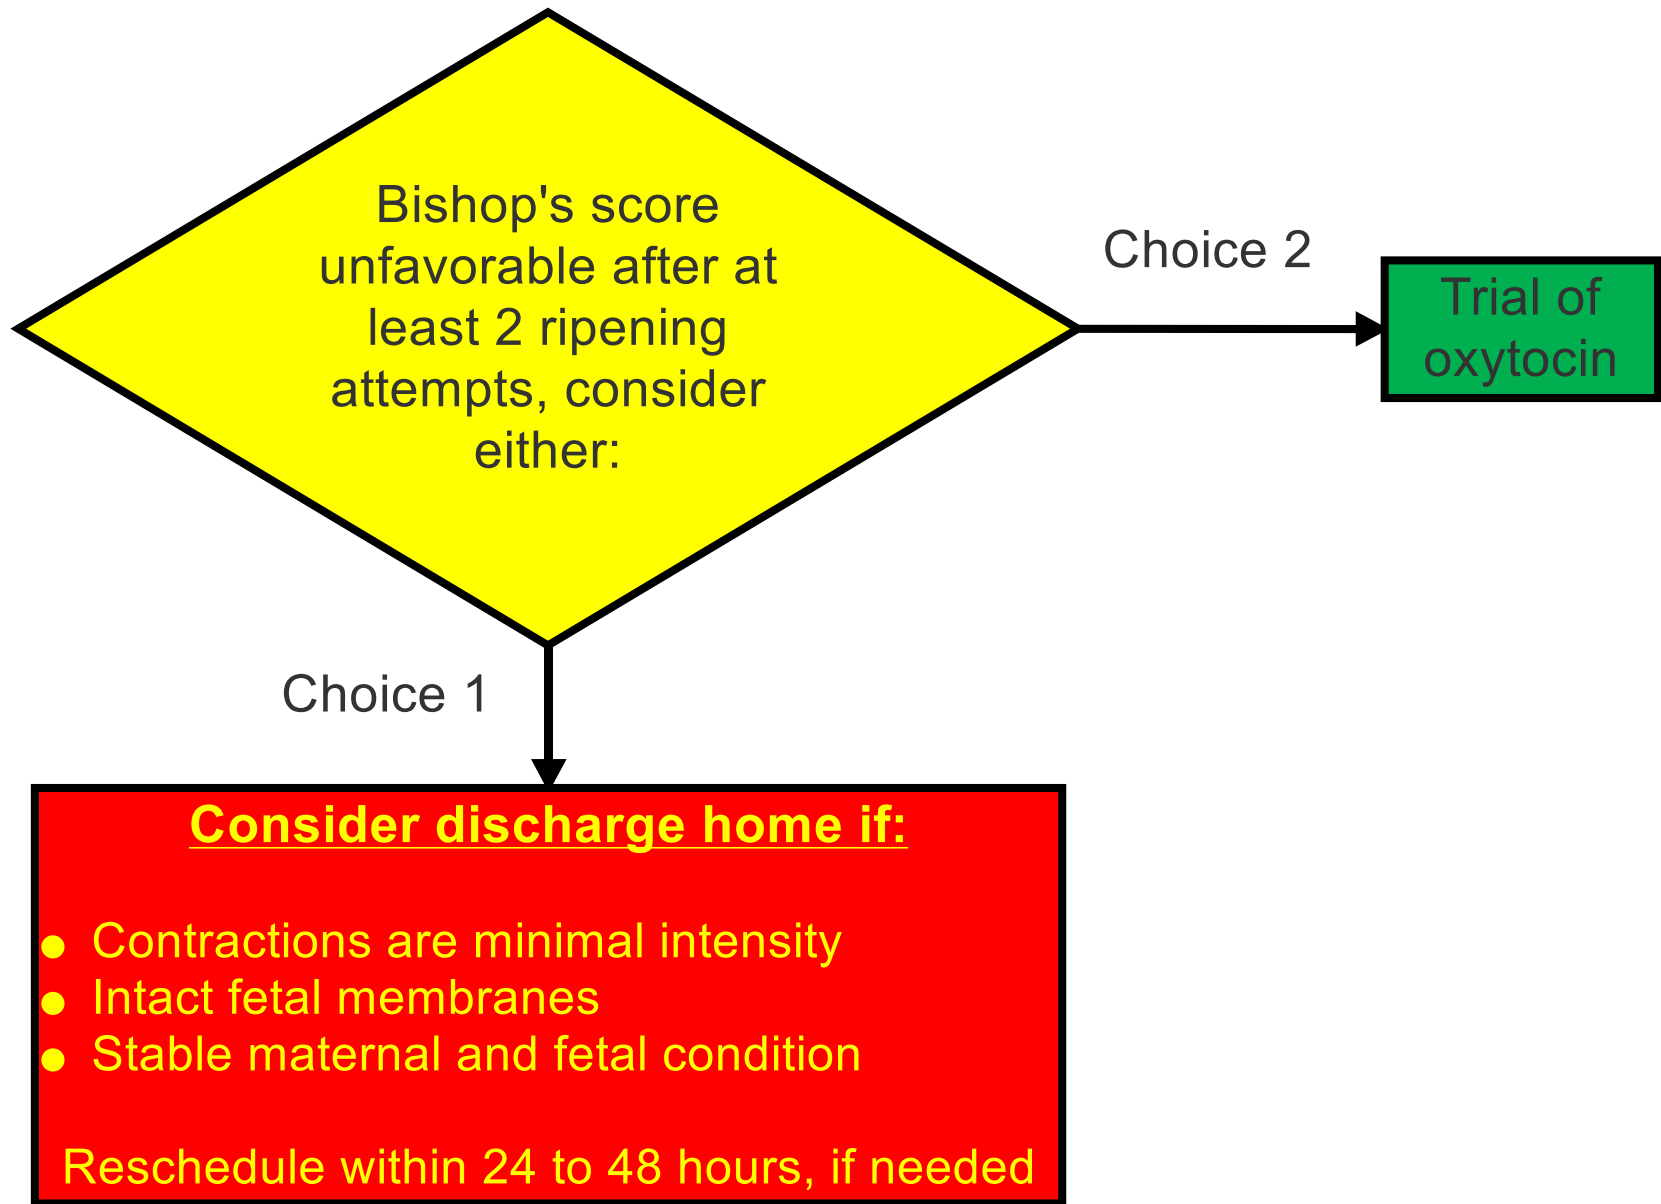 Bishop's score
unfavorable after at
least 2 ripening
attempts, consider
either:
Choice 2
Trial of
oxytocin
Choice 1
Consider discharge home if:
● Contractions are minimal intensity
● Intact fetal membranes
● Stable maternal and fetal condition
Reschedule within 24 to 48 hours, if needed